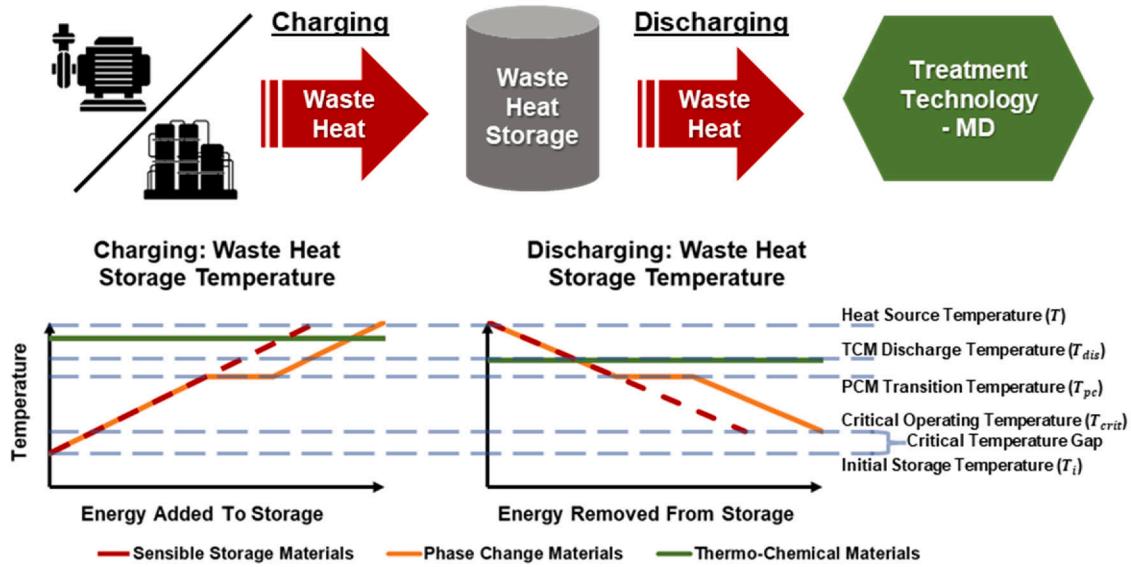 Charging
Discharging
Waste
Heat
Waste
Heat
Storage
Waste
Heat
Treatment
Technology
- MD
Charging: Waste Heat
Storage Temperature
Discharging: Waste Heat
Storage Temperature
Temperature
Heat Source Temperature (T)
TCM Discharge Temperature (T_dis)
PCM Transition Temperature (T_pc)
Critical Operating Temperature (T_crit)
Critical Temperature Gap
Initial Storage Temperature (T_i)
Energy Added To Storage
Energy Removed From Storage
Sensible Storage Materials
Phase Change Materials
Thermo-Chemical Materials